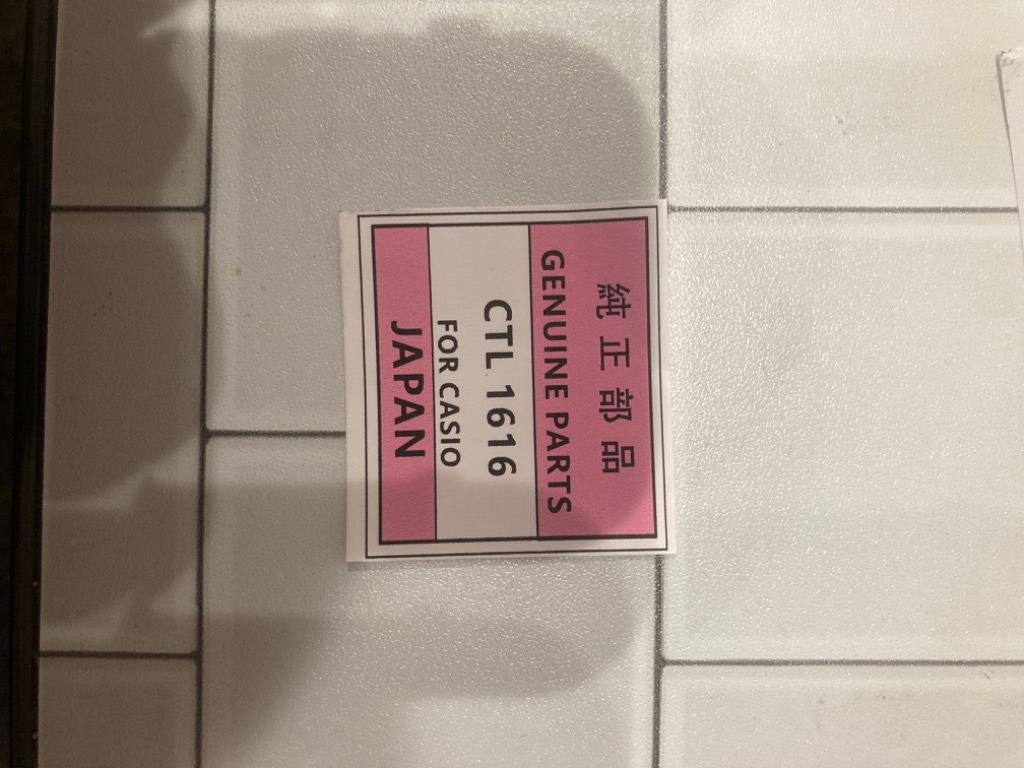 純正部品
GENUINE PARTS
CTL 1616
FOR CASIO
JAPAN